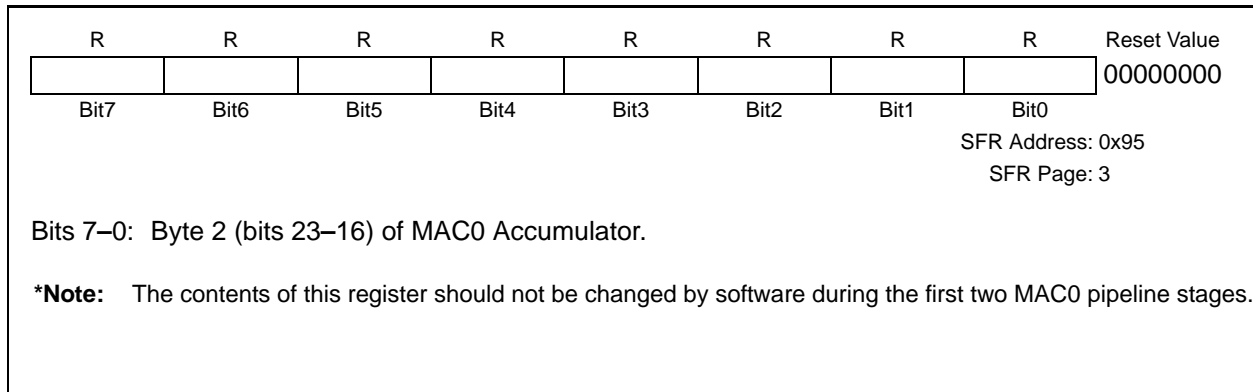 R R R R R R R R Reset Value
00000000
Bit7 Bit6 Bit5 Bit4 Bit3 Bit2 Bit1 Bit0
SFR Address: 0x95
SFR Page: 3
Bits 7–0: Byte 2 (bits 23–16) of MAC0 Accumulator.
*Note: The contents of this register should not be changed by software during the first two MAC0 pipeline stages.